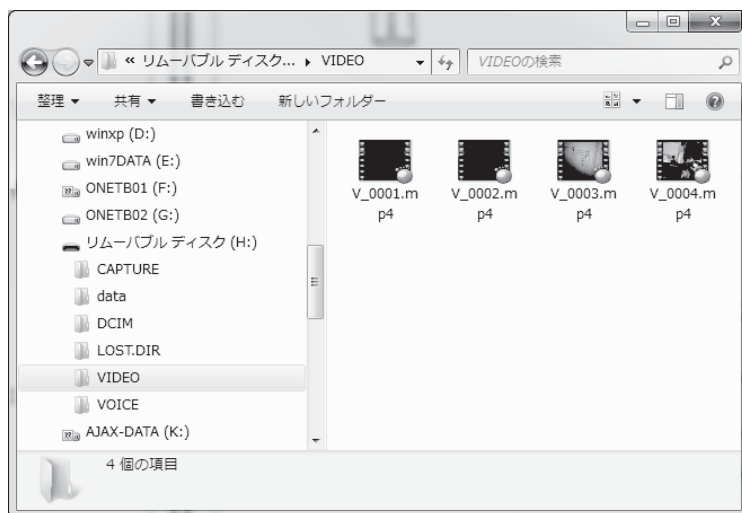 « リムーバブル ディスク... ▸ VIDEO
VIDEOの検索
整理 ▼ 共有 ▼ 書き込む 新しいフォルダー
winxp (D:)
win7DATA (E:)
ONETB01 (F:)
ONETB02 (G:)
リムーバブル ディスク (H:)
CAPTURE
data
DCIM
LOST.DIR
VIDEO
VOICE
AJAX-DATA (K:)
V_0001.m
p4
V_0002.m
p4
V_0003.m
p4
V_0004.m
p4
4 個の項目